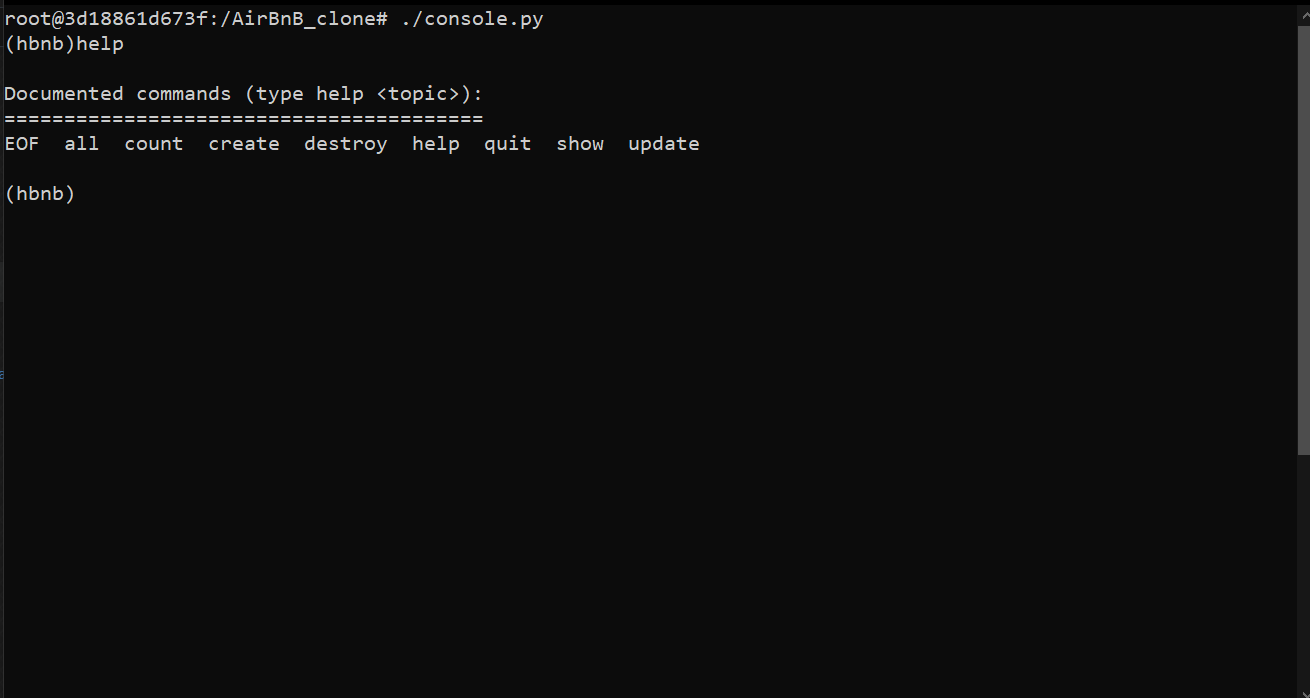 root@3d18861d673f:/AirBnB_clone# ./console.py
(hbnb)help
Documented commands (type help <topic>):
========================================
EOF  all  count  create  destroy  help  quit  show  update
(hbnb)